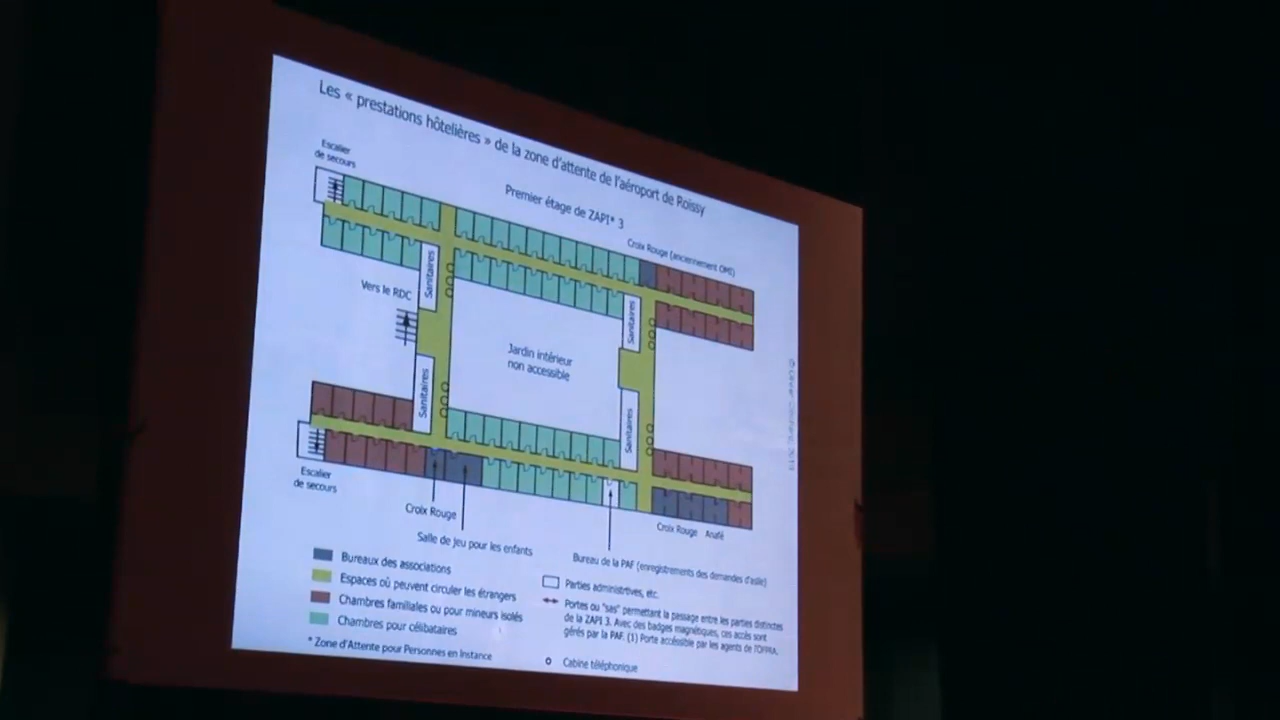 Les « prestations hôtelières » de la zone d'attente de l'aéroport de Roissy
Premier étage de ZAPI* 3
Escalier
de secours
Croix Rouge (anciennement OMI)
Sanitaires
Sanitaires
Vers le RDC
Jardin intérieur
non accessible
Sanitaires
Sanitaires
Escalier
de secours
Croix Rouge
Salle de jeu pour les enfants
Croix Rouge Anafé
Bureau de la PAF (enregistrements des demandes d'asile)
Bureaux des associations
Espaces où peuvent circuler les étrangers
Chambres familiales ou pour mineurs isolés
Chambres pour célibataires
* Zone d'Attente pour Personnes en Instance
Parties administratives, etc.
Portes ou "sas" permettant la passage entre les parties distinctes
de la ZAPI 3. Avec des badges magnétiques, ces accès sont
gérés par la PAF. (1) Porte accéssible par les agents de l'OFPRA.
Cabine téléphonique